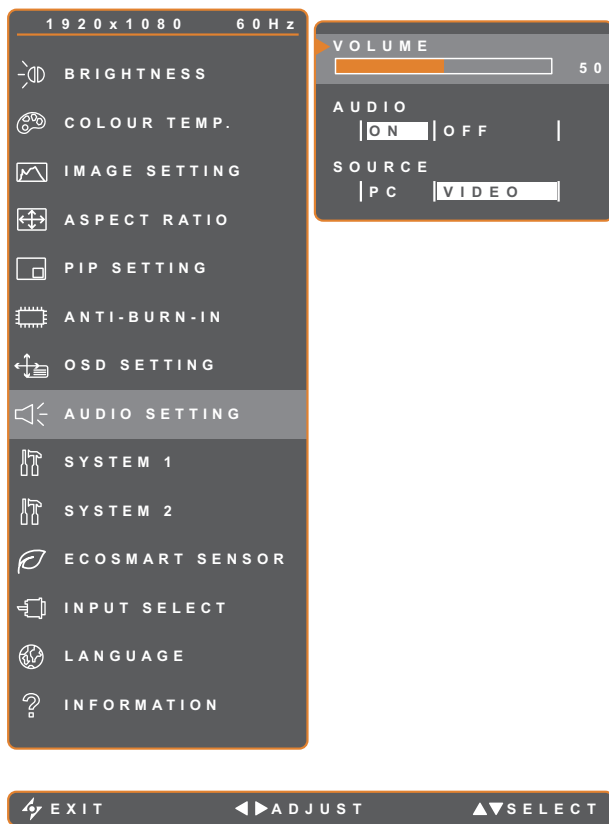 1920x1080 60Hz
BRIGHTNESS
COLOUR TEMP.
IMAGE SETTING
ASPECT RATIO
PIP SETTING
ANTI-BURN-IN
OSD SETTING
AUDIO SETTING
SYSTEM 1
SYSTEM 2
ECOSMART SENSOR
INPUT SELECT
LANGUAGE
INFORMATION
VOLUME
50
AUDIO
ON OFF
SOURCE
PC VIDEO
EXIT ADJUST SELECT